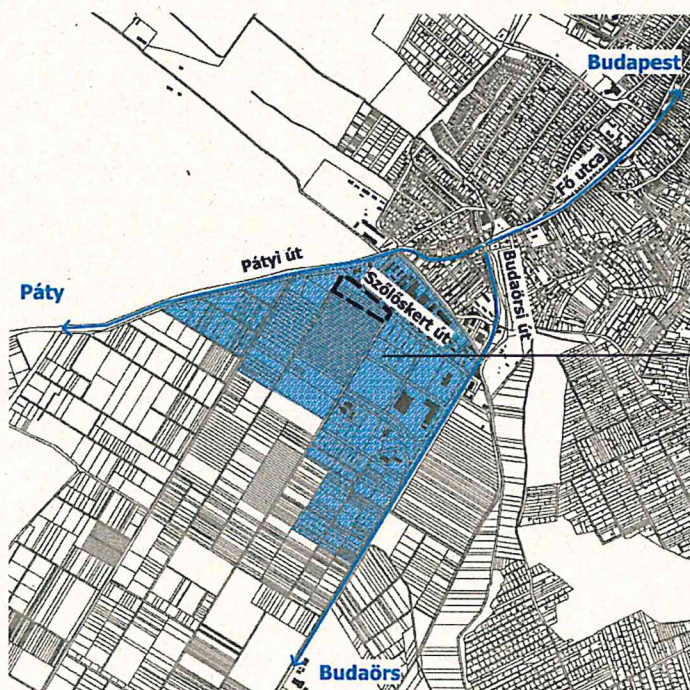 Budapest
Fő utca
Pátyi út
Budaörsi út
Páty
Szőlőskert út
Budaörs